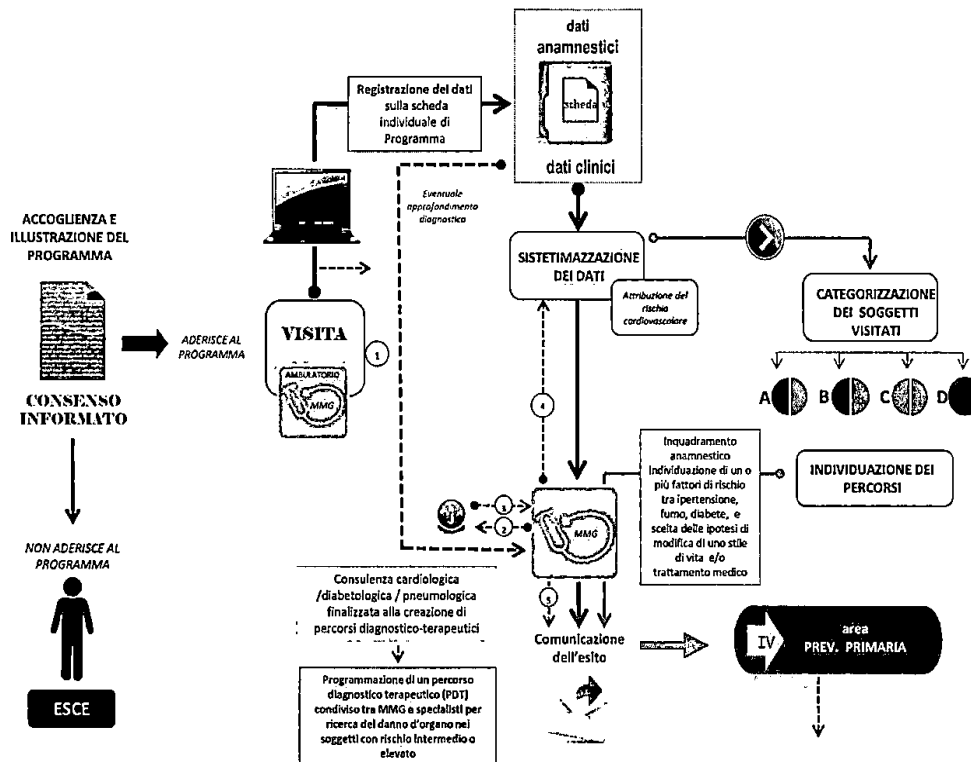 dati
anamnestici
scheda
dati clinici
Registrazione dei dati
sulla scheda
individuale di
Programma
Eventuale
approfondimento
diagnostico
ACCOGLIENZA E
ILLUSTRAZIONE DEL
PROGRAMMA
CONSENSO
INFORMATO
ADERISCE AL
PROGRAMMA
VISITA
1
AMBULATORIO
MMG
SISTETIMAZZAZIONE
DEI DATI
Attribuzione del
rischio
cardiovascolare
CATEGORIZZAZIONE
DEI SOGGETTI
VISITATI
A
B
C
D
4
Inquadramento
anamnestico
Individuazione di un o
più fattori di rischio
tra ipertensione,
fumo, diabete, e
scelta delle ipotesi di
modifica di uno stile
di vita e/o
trattamento medico
INDIVIDUAZIONE DEI
PERCORSI
3
2
MMG
5
NON ADERISCE AL
PROGRAMMA
ESCE
Consulenza cardiologica
/diabetologica / pneumologica
finalizzata alla creazione di
percorsi diagnostico-terapeutici
Programmazione di un percorso
diagnostico terapeutico (PDT)
condiviso tra MMG e specialisti per
ricerca del danno d'organo nei
soggetti con rischio intermedio o
elevato
Comunicazione
dell'esito
IV
area
PREV. PRIMARIA